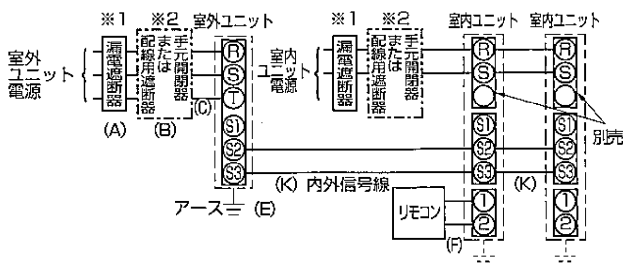 ※1
※2
室外ユニット
※1
※2
室内ユニット
室内ユニット
室外
ユニット
電源
漏電遮断器
手元開閉器
または
配線用遮断器
室内
ユニット
電源
漏電遮断器
手元開閉器
または
配線用遮断器
R
S
T
(A)
(B)
(C)
S1
S2
S3
R
S
R
S
別売
S1
S2
S3
S1
S2
S3
(K) 内外信号線
(K)
アース
(E)
リモコン
(F)
1
2
1
2